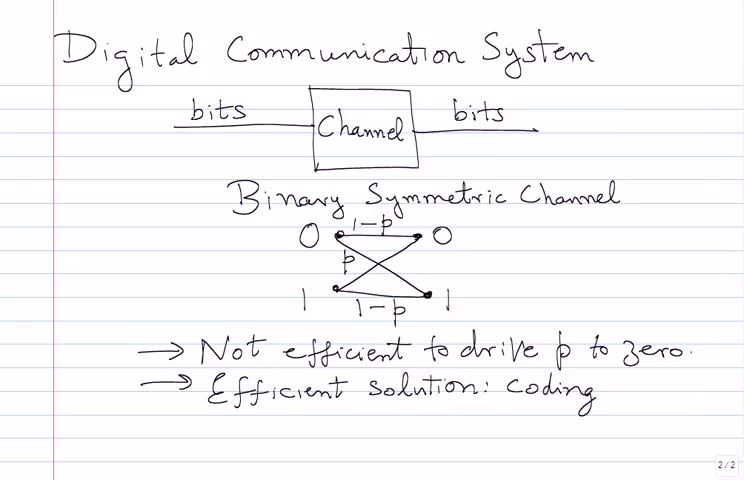 Digital Communication System
bits
Channel
bits
Binary Symmetric Channel
1-p
0
0
p
1
1
1-p
→ Not efficient to drive p to zero.
→ Efficient solution: coding
2/2